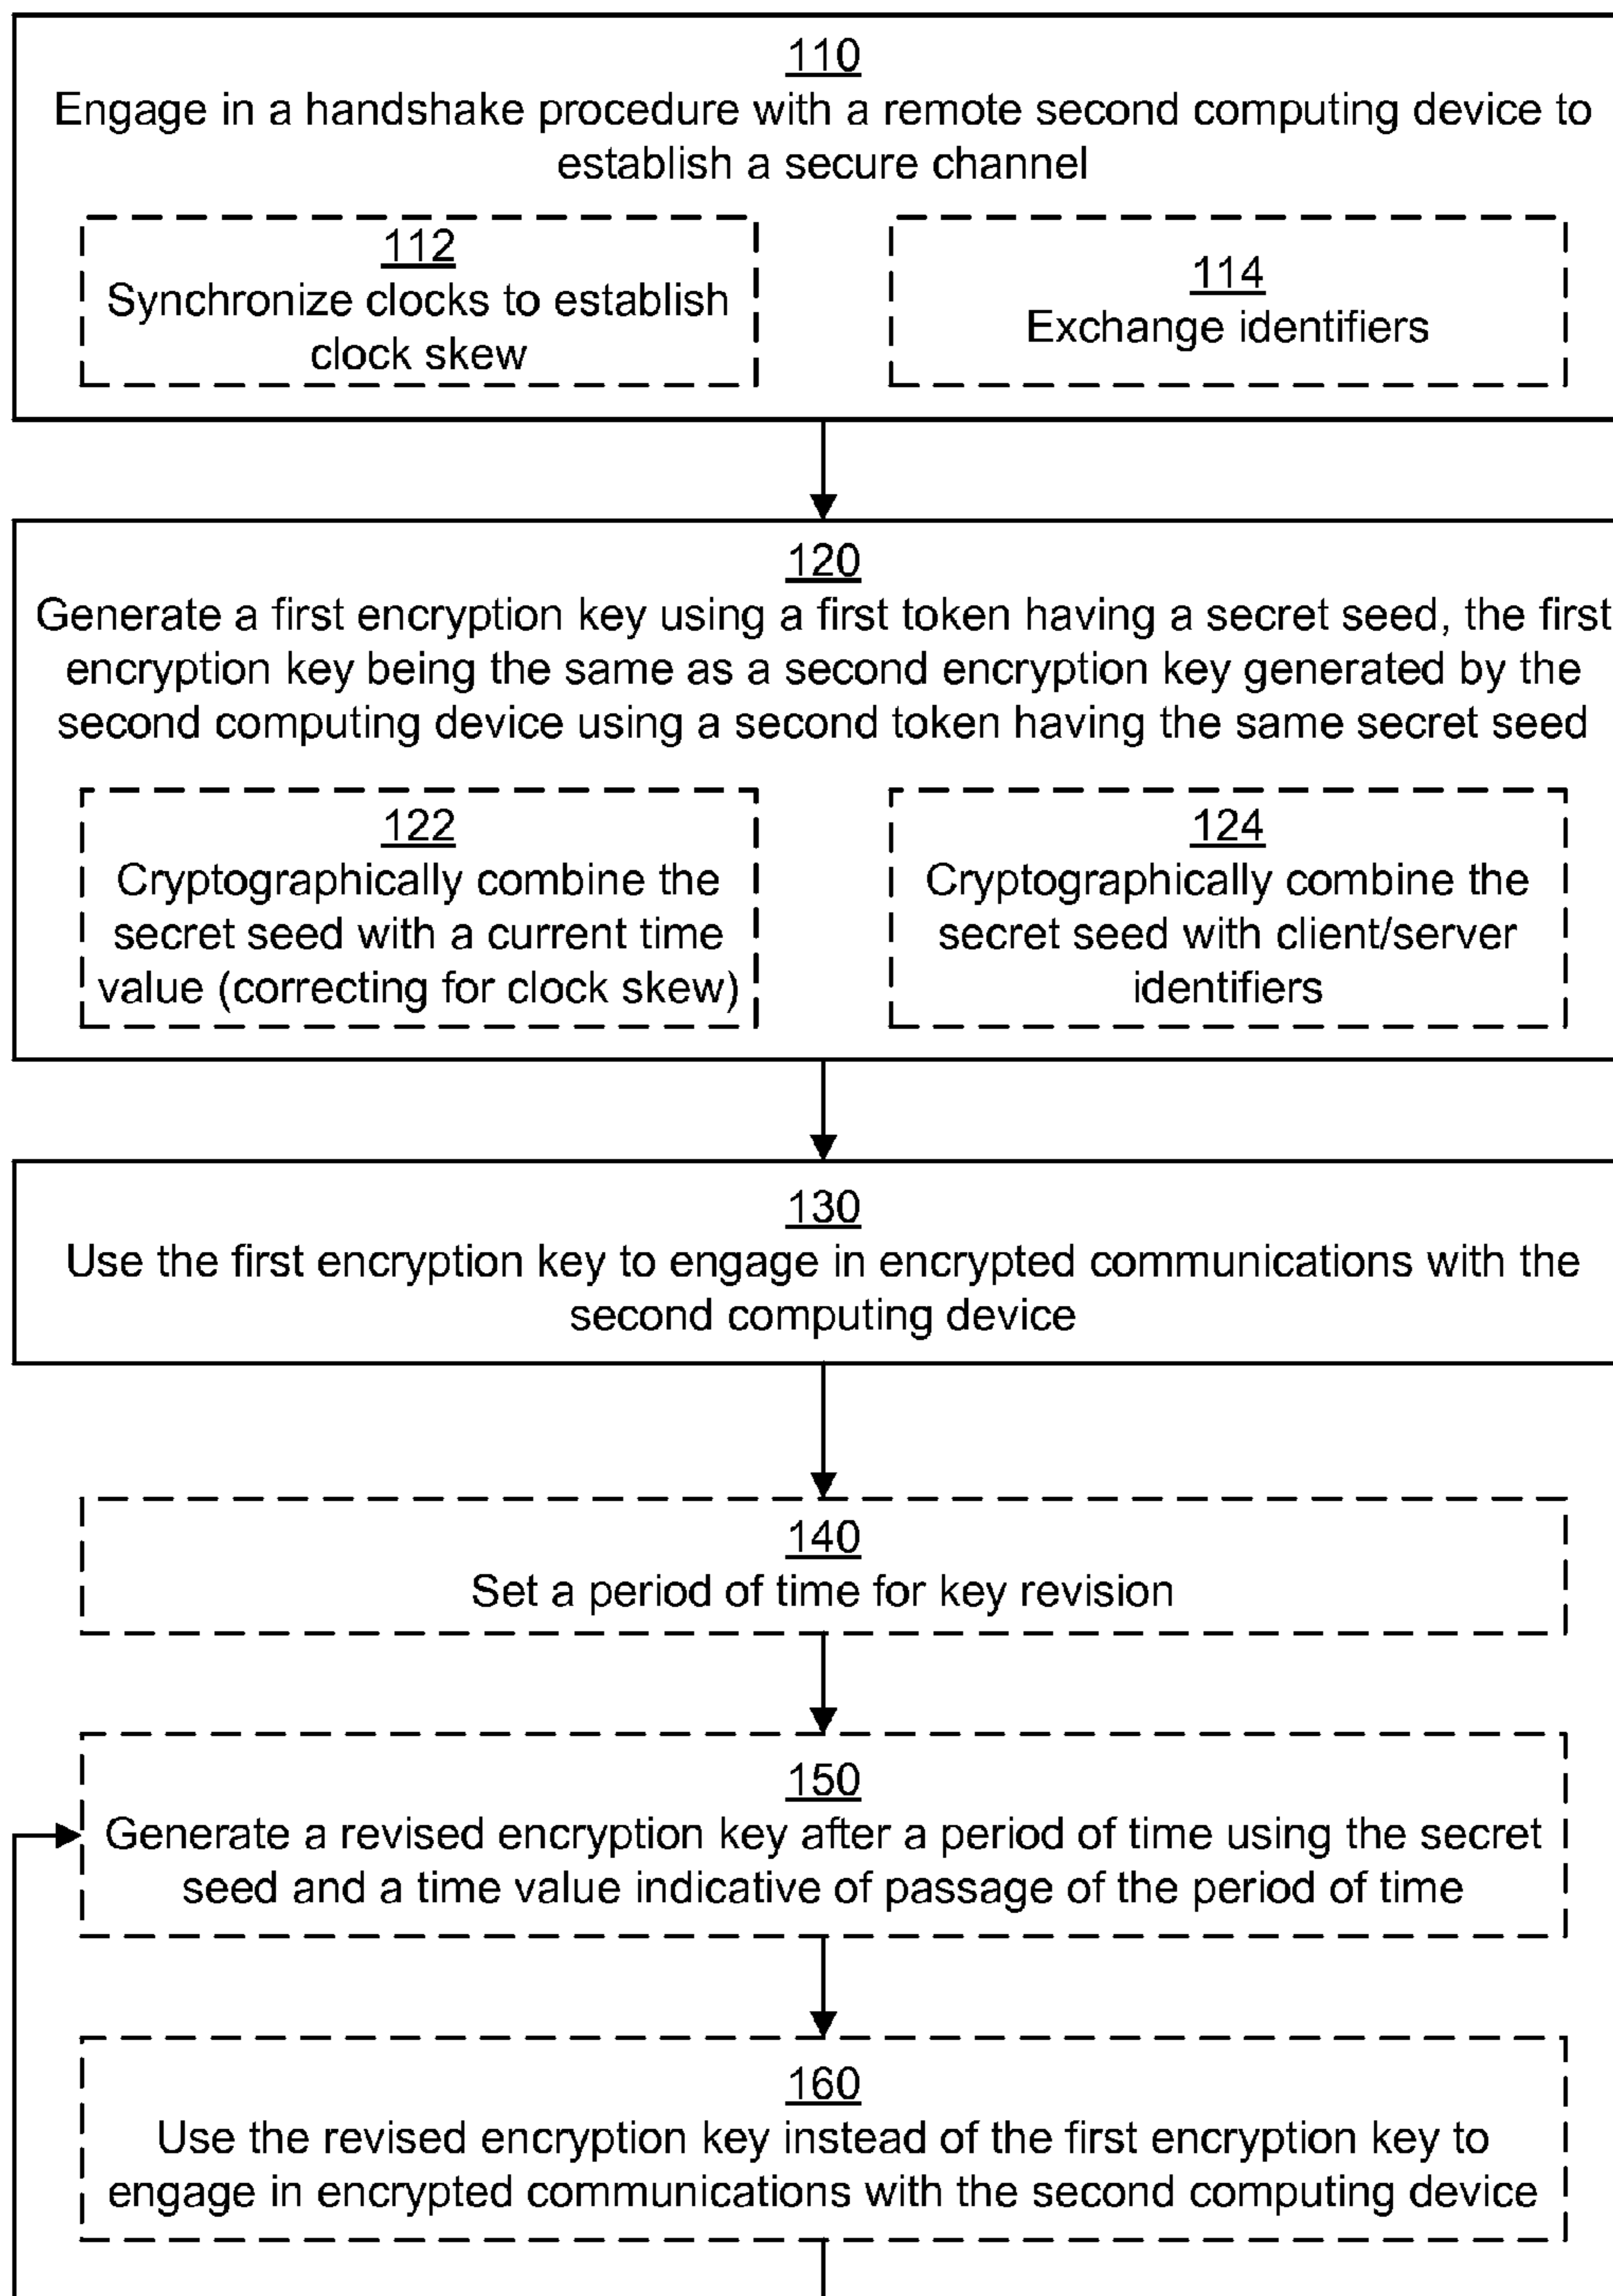 110
Engage in a handshake procedure with a remote second computing device to
establish a secure channel
112
Synchronize clocks to establish
clock skew
114
Exchange identifiers
120
Generate a first encryption key using a first token having a secret seed, the first
encryption key being the same as a second encryption key generated by the
second computing device using a second token having the same secret seed
122
Cryptographically combine the
secret seed with a current time
value (correcting for clock skew)
124
Cryptographically combine the
secret seed with client/server
identifiers
130
Use the first encryption key to engage in encrypted communications with the
second computing device
140
Set a period of time for key revision
150
Generate a revised encryption key after a period of time using the secret
seed and a time value indicative of passage of the period of time
160
Use the revised encryption key instead of the first encryption key to
engage in encrypted communications with the second computing device